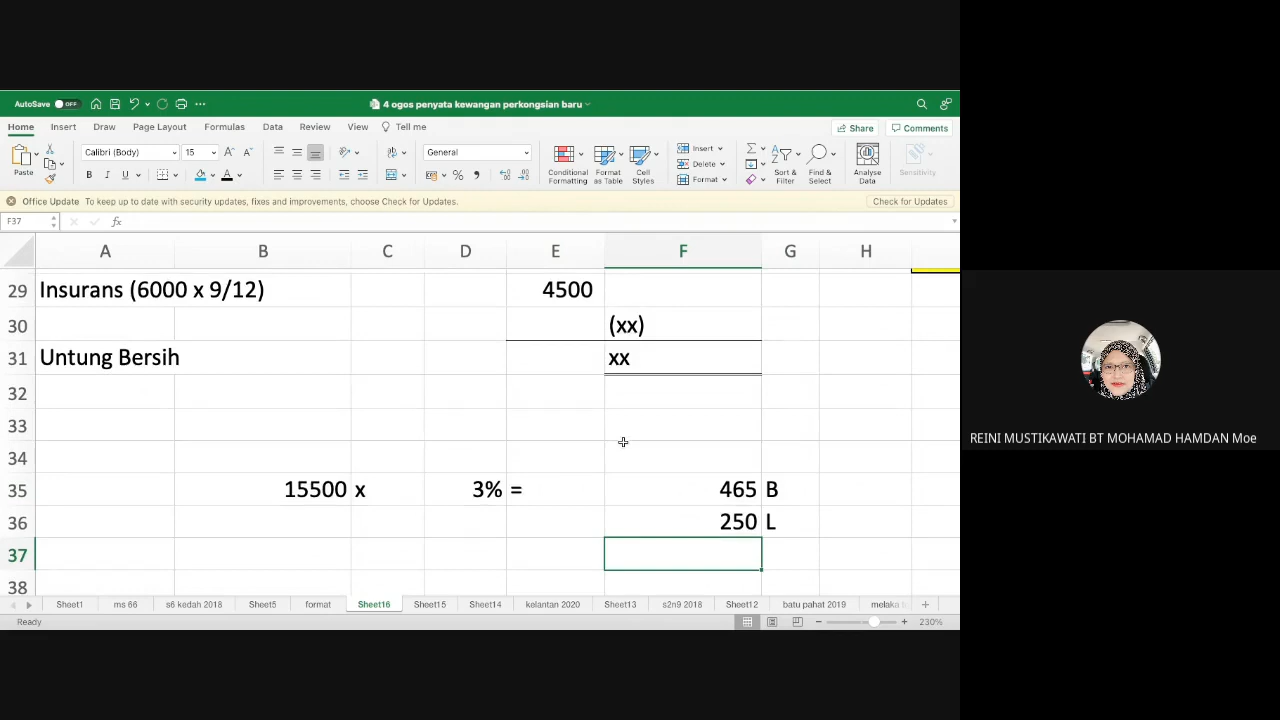 AutoSave OFF
4 ogos penyata kewangan perkongsian baru
Home Insert Draw Page Layout Formulas Data Review View Tell me
Share Comments
Paste
Calibri (Body) 15
General
Conditional Formatting
Format as Table
Cell Styles
Insert
Delete
Format
Sort & Filter
Find & Select
Analyse Data
Sensitivity
Office Update To keep up to date with security updates, fixes and improvements, choose Check for Updates. Check for Updates
F37 fx
A B C D E F G H
29 Insurans (6000 x 9/12) 4500
30 (xx)
31 Untung Bersih xx
32
33
34
35 15500 x 3% = 465 B
36 250 L
37
38
Sheet1 ms 66 s6 kedah 2018 Sheet5 format Sheet16 Sheet15 Sheet14 kelantan 2020 Sheet13 s2n9 2018 Sheet12 batu pahat 2019 melaka
Ready 230%
REINI MUSTIKAWATI BT MOHAMAD HAMDAN Moe